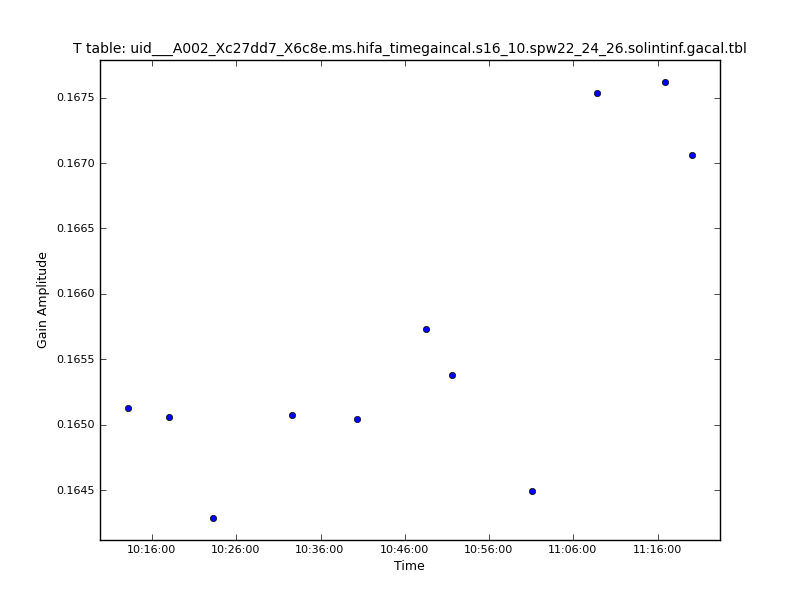 T table: uid___A002_Xc27dd7_X6c8e.ms.hifa_timegaincal.s16_10.spw22_24_26.solintinf.gacal.tbl
0.1675
0.1670
0.1665
0.1660
0.1655
0.1650
0.1645
Gain Amplitude
10:16:00 10:26:00 10:36:00 10:46:00 10:56:00 11:06:00 11:16:00
Time